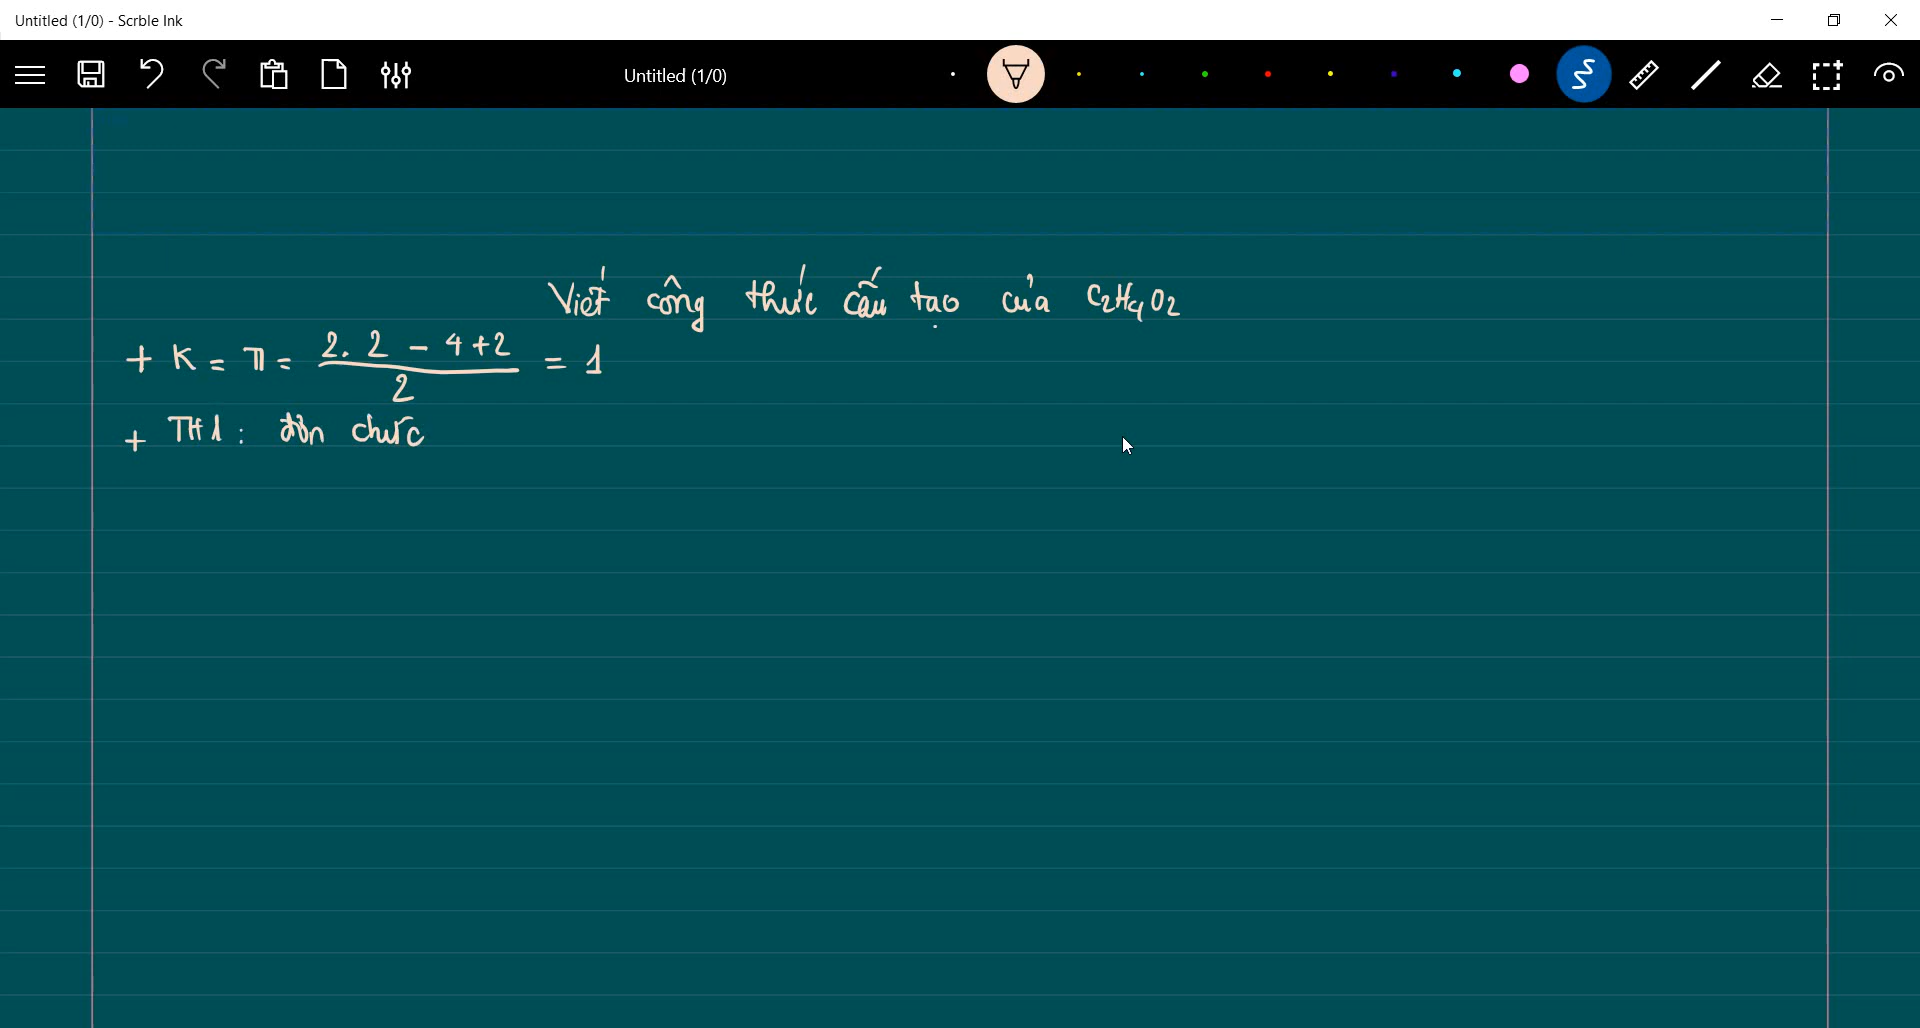 Untitled (1/0) - Scrble Ink
Untitled (1/0)
Viết công thức cấu tạo của C2H4O2
+ K = π = (2. 2 - 4 + 2) / 2 = 1
+ TH1: đơn chức